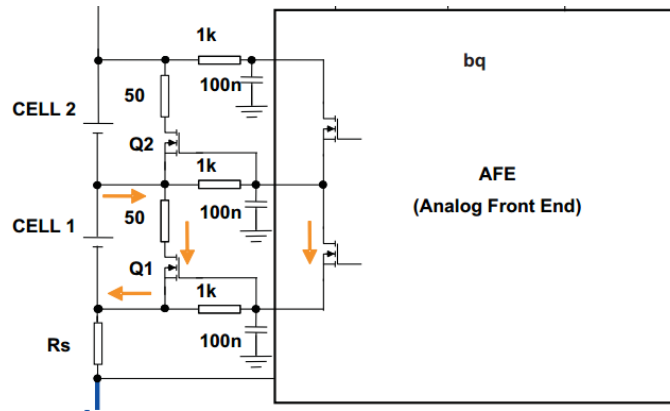 1k
bq
100n
50
CELL 2
Q2
1k
AFE
(Analog Front End)
100n
50
CELL 1
Q1
1k
100n
Rs